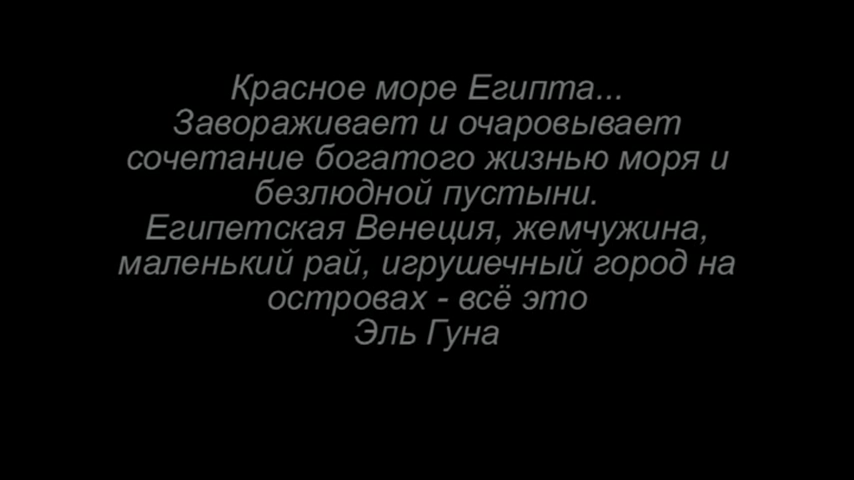 Красное море Египта...
Завораживает и очаровывает
сочетание богатого жизнью моря и
безлюдной пустыни.
Египетская Венеция, жемчужина,
маленький рай, игрушечный город на
островах - всё это
Эль Гуна